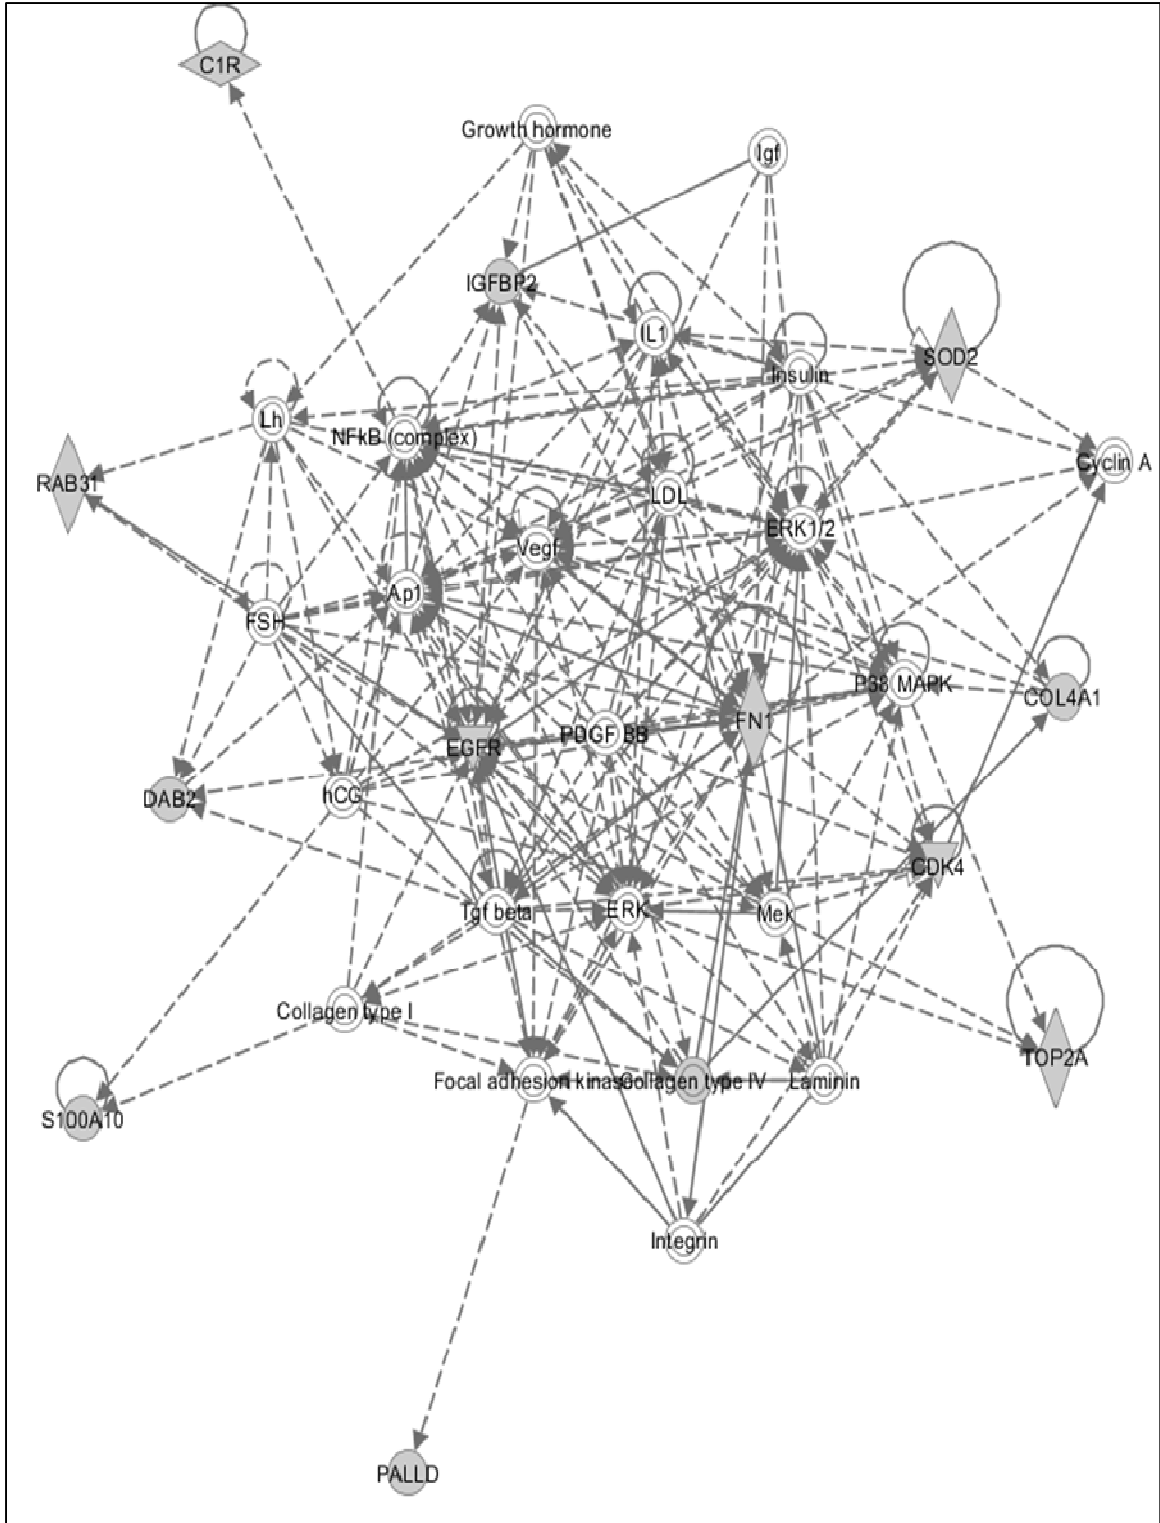 C1R
Growth hormone
Igf
IGFBP2
IL1
SOD2
Insulin
Lh
NFkB (complex)
Cyclin A
RAB31
LDL
ERK1/2
Vegf
Ap1
FSH
P38 MAPK
COL4A1
FN1
PDGF BB
EGFR
DAB2
hCG
CDK4
Tgf beta
ERK
Mek
Collagen type I
TOP2A
Focal adhesion kinase
Collagen type IV
Laminin
S100A10
Integrin
PALLD